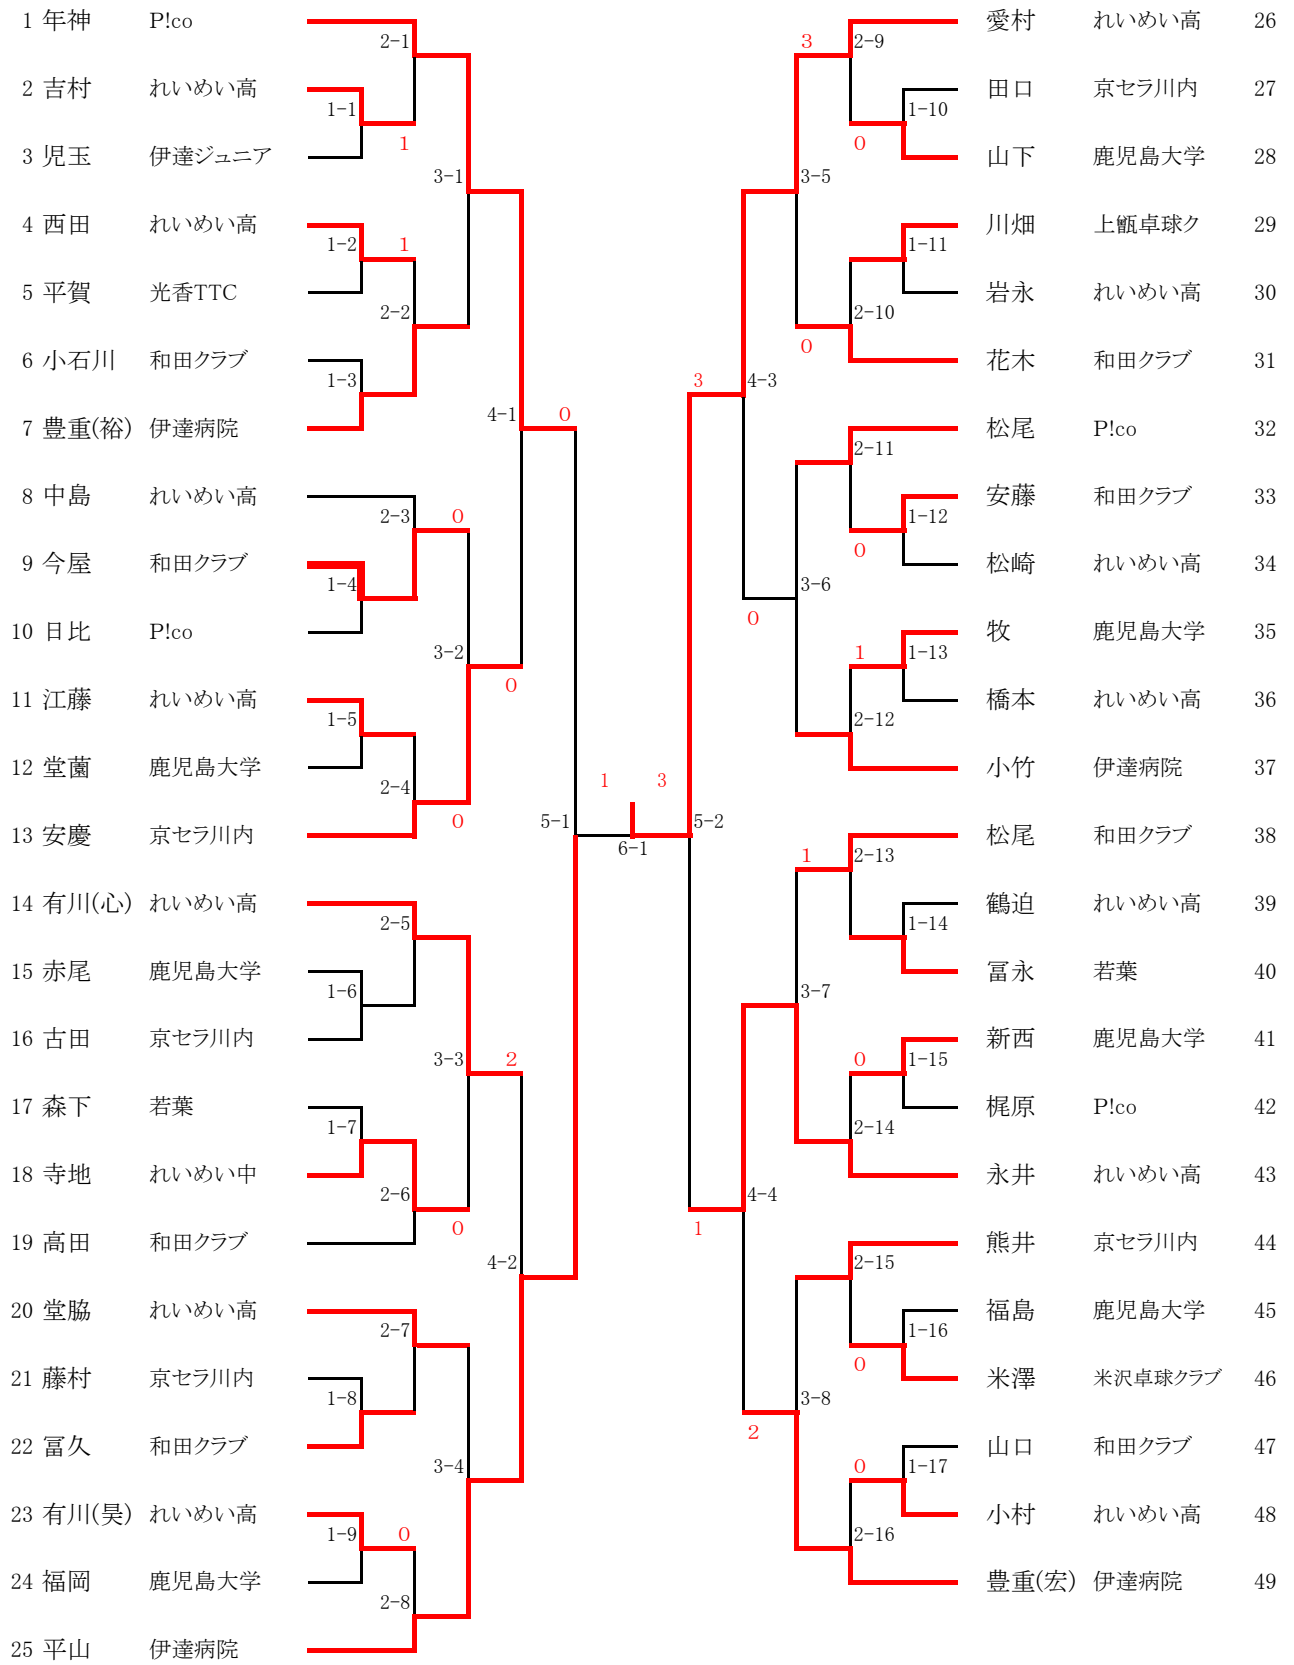 1 年神 P!co
2-1
2 吉村 れいめい高
1-1
1
3 児玉 伊達ジュニア
3-1
4 西田 れいめい高
1-2
1
5 平賀 光香TTC
2-2
6 小石川 和田クラブ
1-3
7 豊重(裕) 伊達病院
4-1
0
8 中島 れいめい高
2-3
0
9 今屋 和田クラブ
1-4
10 日比 P!co
3-2
0
11 江藤 れいめい高
1-5
12 堂薗 鹿児島大学
2-4
0
13 安慶 京セラ川内
5-1
14 有川(心) れいめい高
2-5
15 赤尾 鹿児島大学
1-6
16 古田 京セラ川内
3-3
2
17 森下 若葉
1-7
18 寺地 れいめい中
2-6
0
19 高田 和田クラブ
4-2
20 堂脇 れいめい高
2-7
21 藤村 京セラ川内
1-8
22 冨久 和田クラブ
3-4
23 有川(昊) れいめい高
1-9
0
24 福岡 鹿児島大学
2-8
25 平山 伊達病院
1 3
6-1
愛村 れいめい高 26
3
2-9
田口 京セラ川内 27
1-10
0
山下 鹿児島大学 28
3-5
川畑 上甑卓球ク 29
1-11
岩永 れいめい高 30
2-10
0
花木 和田クラブ 31
3
4-3
松尾 P!co 32
2-11
安藤 和田クラブ 33
1-12
0
松崎 れいめい高 34
3-6
0
牧 鹿児島大学 35
1
1-13
橋本 れいめい高 36
2-12
小竹 伊達病院 37
5-2
松尾 和田クラブ 38
1
2-13
鶴迫 れいめい高 39
1-14
冨永 若葉 40
3-7
新西 鹿児島大学 41
0
1-15
梶原 P!co 42
2-14
永井 れいめい高 43
4-4
1
熊井 京セラ川内 44
2-15
福島 鹿児島大学 45
1-16
0
米澤 米沢卓球クラブ 46
3-8
2
山口 和田クラブ 47
0
1-17
小村 れいめい高 48
2-16
豊重(宏) 伊達病院 49